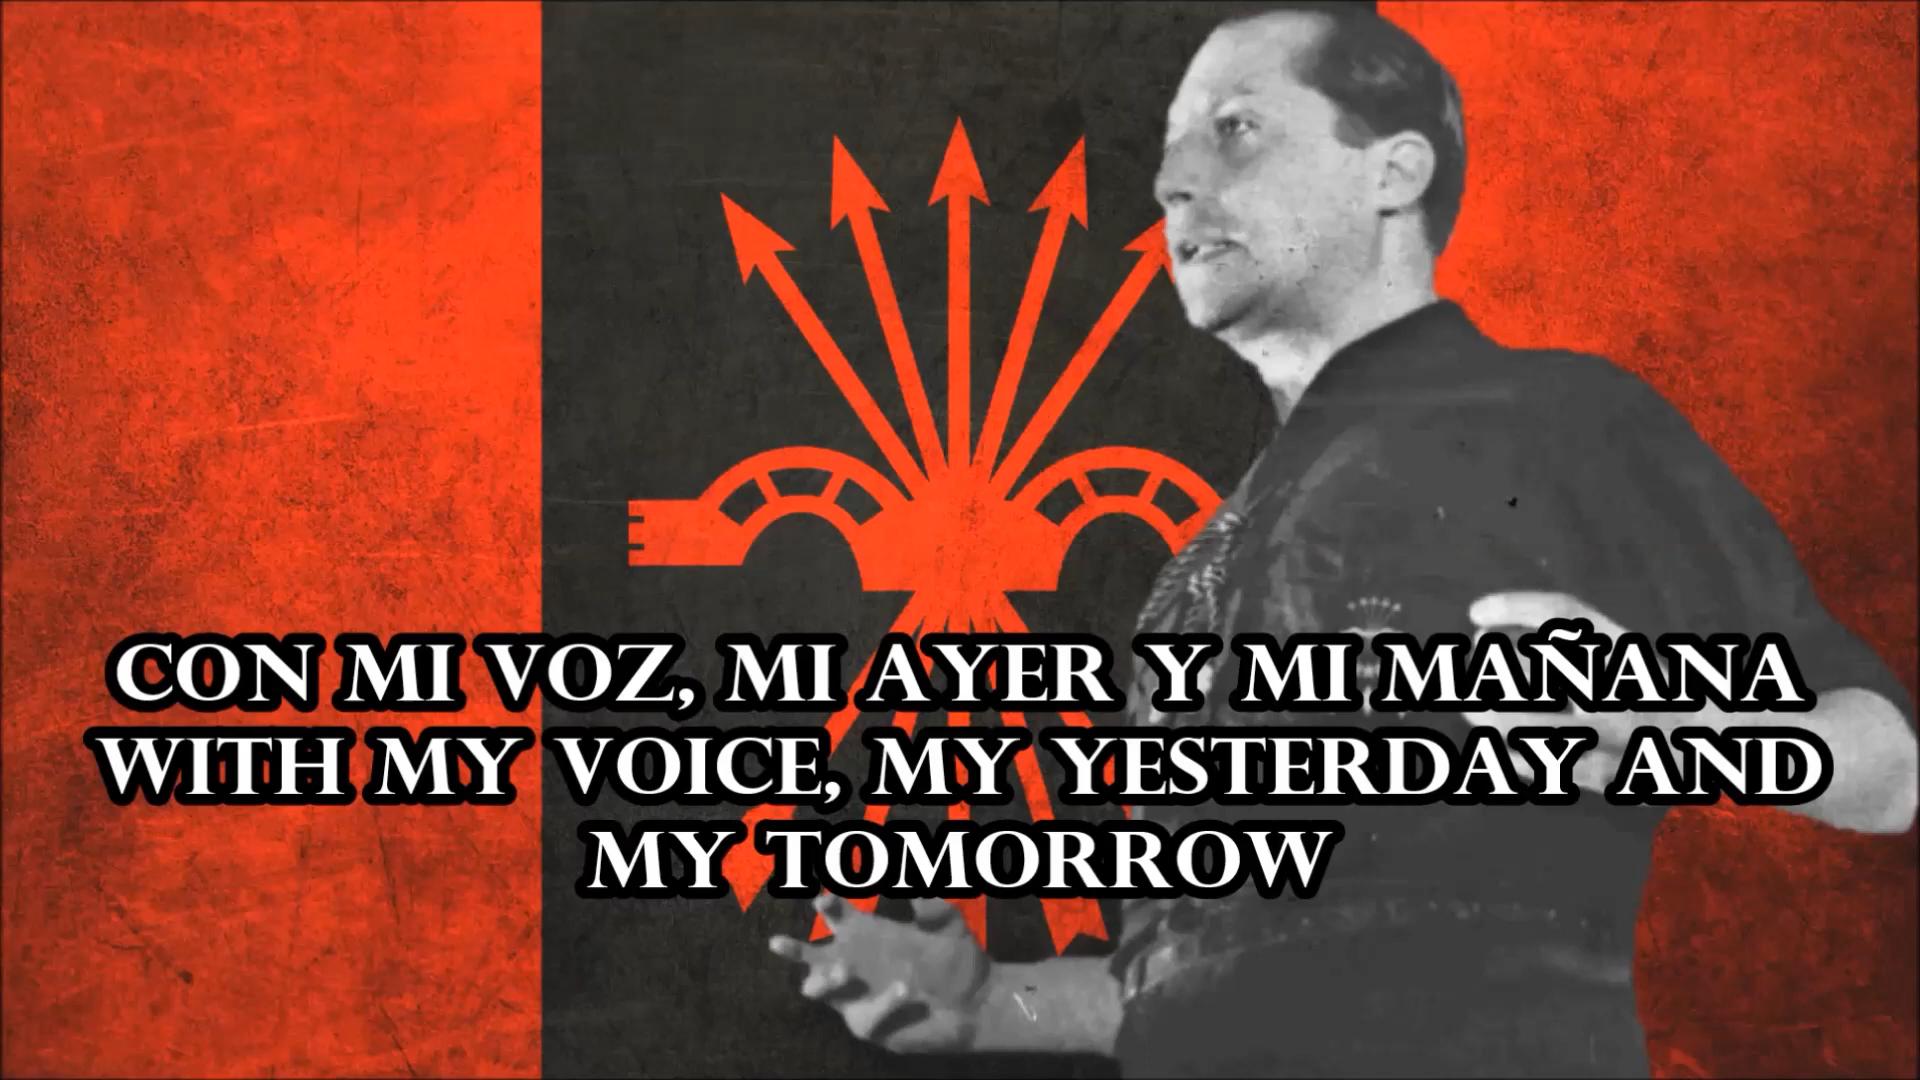 CON MI VOZ, MI AYER Y MI MAÑANA
WITH MY VOICE, MY YESTERDAY AND
MY TOMORROW